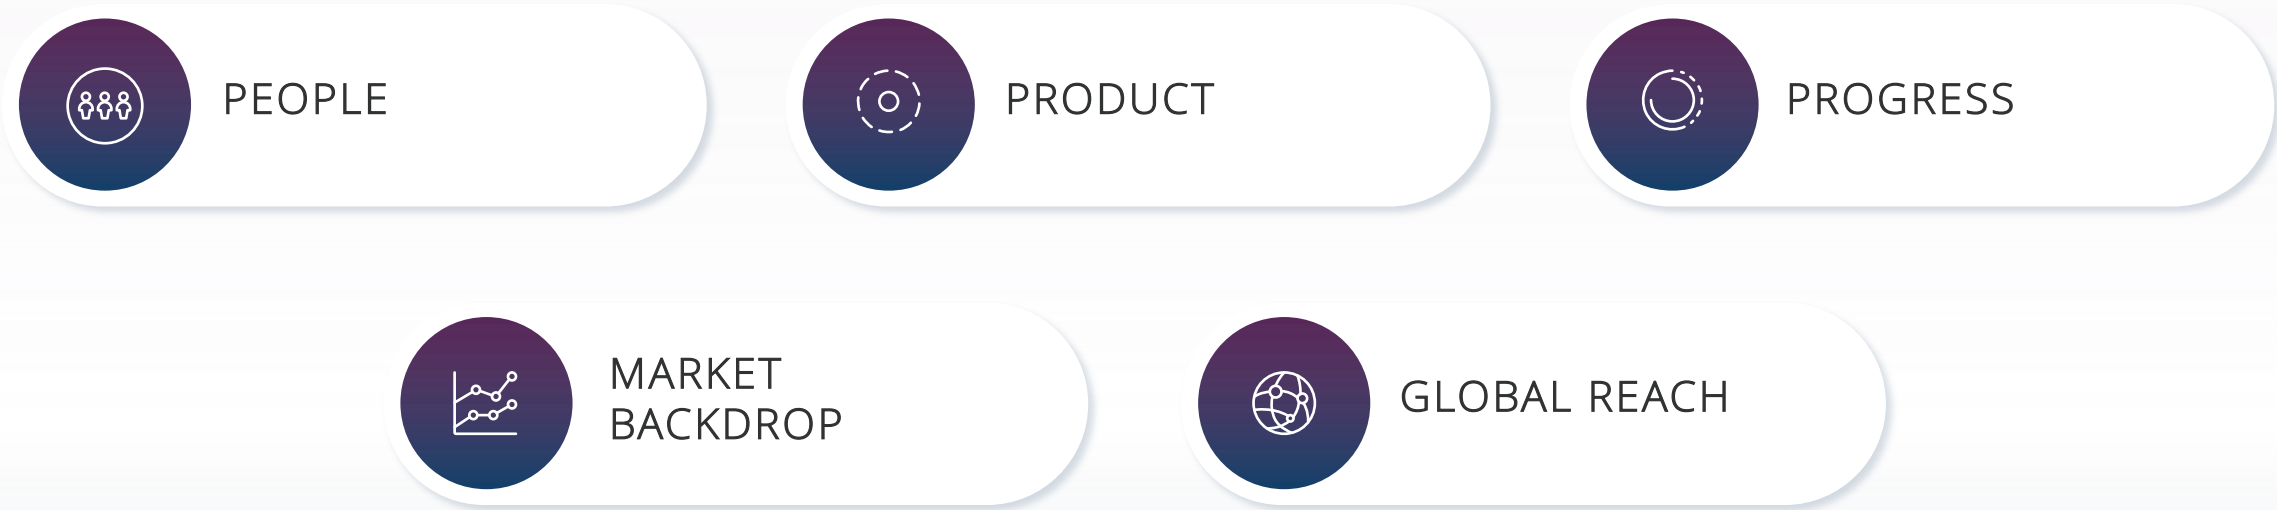 PEOPLE
PRODUCT
PROGRESS
MARKET
BACKDROP
GLOBAL REACH